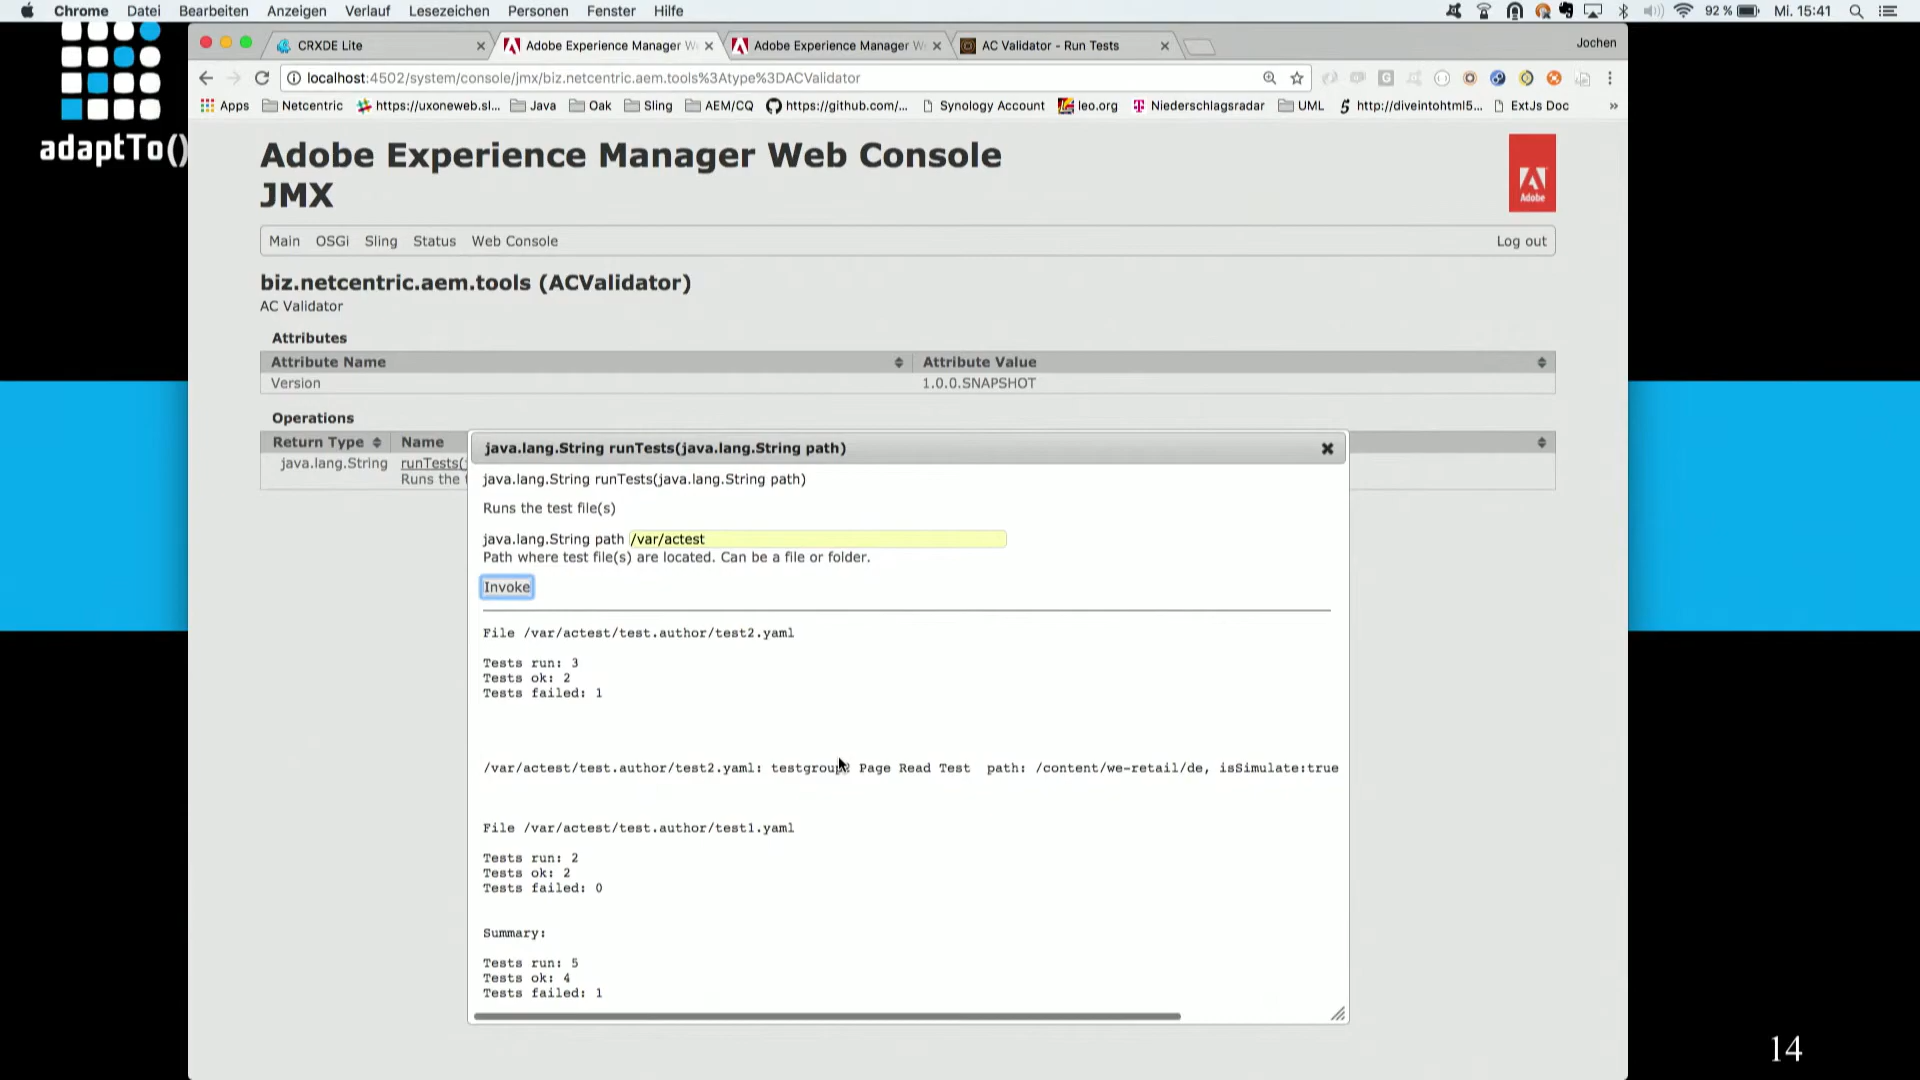 Chrome Datei Bearbeiten Anzeigen Verlauf Lesezeichen Personen Fenster Hilfe 92 % Mi. 15:41
adaptTo()
CRXDE Lite Adobe Experience Manager W Adobe Experience Manager W AC Validator - Run Tests Jochen
localhost:4502/system/console/jmx/biz.netcentric.aem.tools%3Atype%3DACValidator
Apps Netcentric https://uxoneweb.sl... Java Oak Sling AEM/CQ https://github.com/... Synology Account leo.org Niederschlagsradar UML http://diveintohtml5... ExtJs Doc »
Adobe Experience Manager Web Console
JMX
Adobe
Main OSGi Sling Status Web Console Log out
biz.netcentric.aem.tools (ACValidator)
AC Validator
Attributes
Attribute Name Attribute Value
Version 1.0.0.SNAPSHOT
Operations
Return Type Name
java.lang.String runTests(
Runs the
java.lang.String runTests(java.lang.String path)
java.lang.String runTests(java.lang.String path)
Runs the test file(s)
java.lang.String path /var/actest
Path where test file(s) are located. Can be a file or folder.
Invoke
File /var/actest/test.author/test2.yaml
Tests run: 3
Tests ok: 2
Tests failed: 1
/var/actest/test.author/test2.yaml: Page Read Test path: /content/we-retail/de, isSimulate:true
File /var/actest/test.author/test1.yaml
Tests run: 2
Tests ok: 2
Tests failed: 0
Summary:
Tests run: 5
Tests ok: 4
Tests failed: 1
14